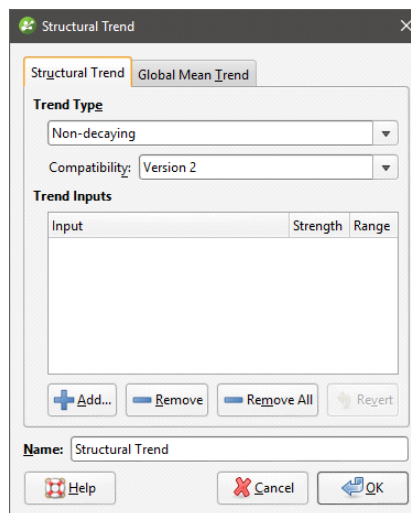 Structural Trend
Structural Trend Global Mean Trend
Trend Type
Non-decaying
Compatibility: Version 2
Trend Inputs
Input Strength Range
Add... Remove Remove All Revert
Name: Structural Trend
Help Cancel OK